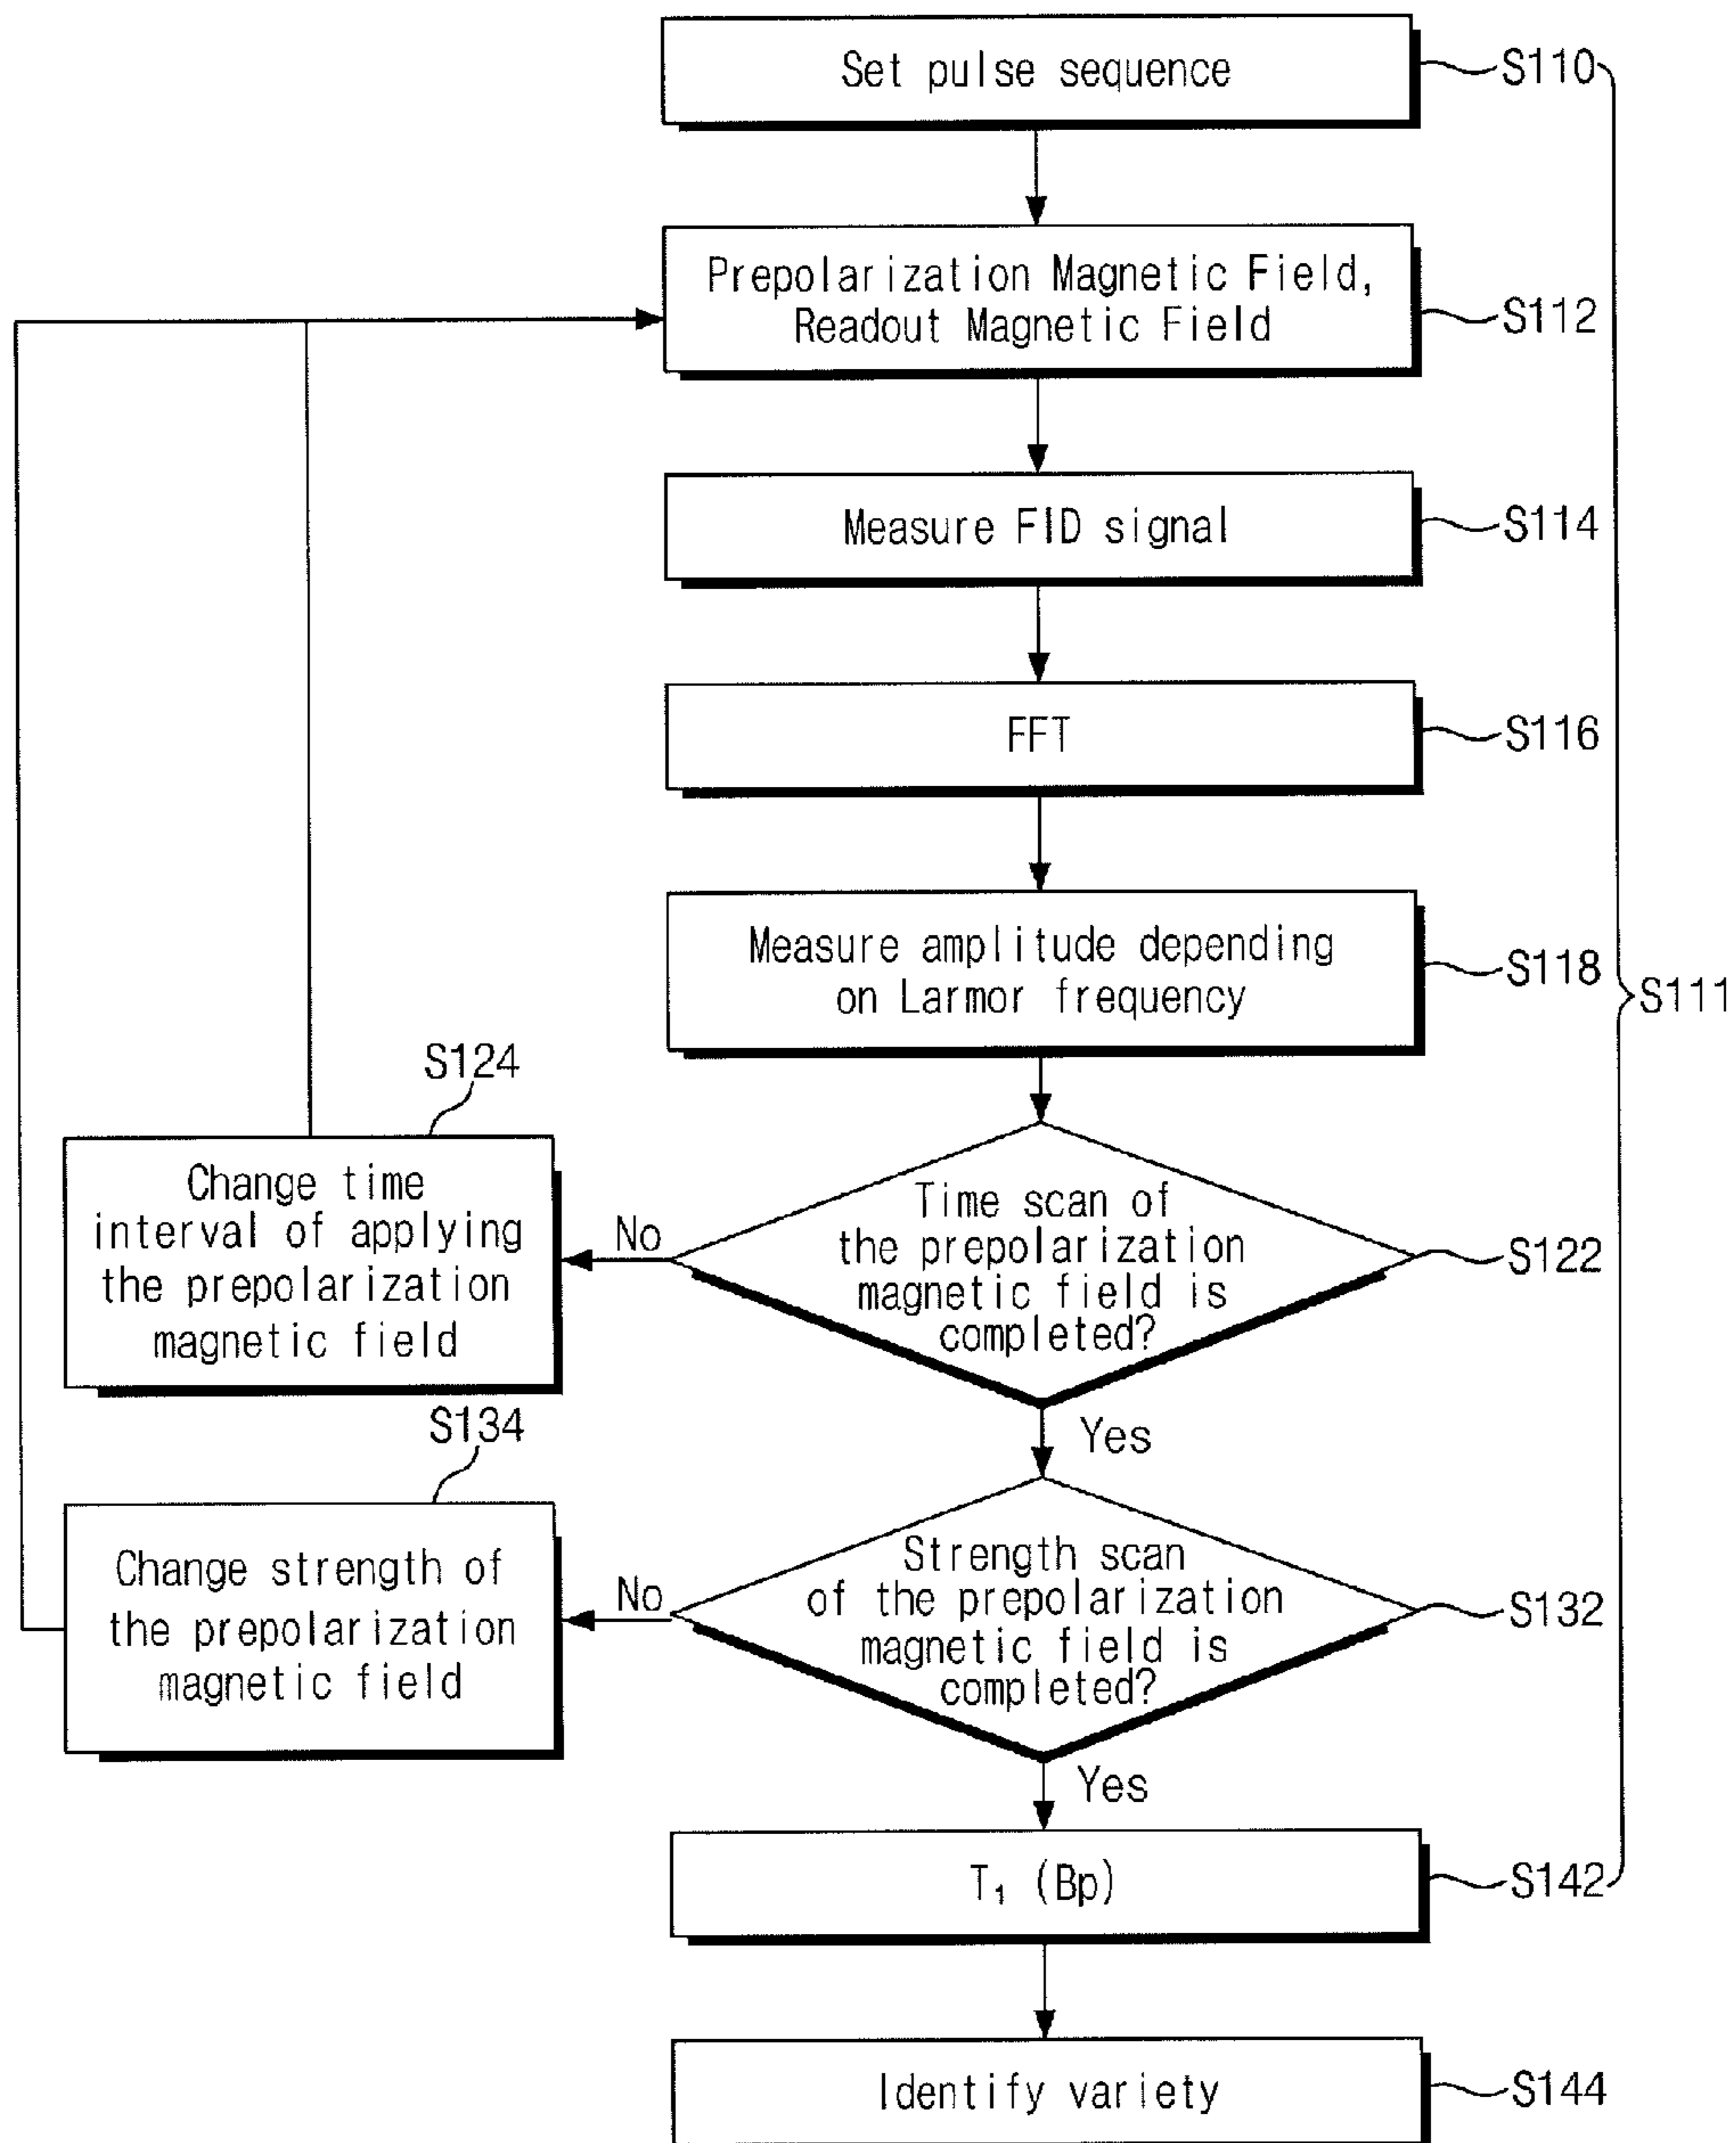 Set pulse sequence
S110
Prepolarization Magnetic Field,
Readout Magnetic Field
S112
Measure FID signal
S114
FFT
S116
Measure amplitude depending
on Larmor frequency
S118
S111
S124
Change time
interval of applying
the prepolarization
magnetic field
No
Time scan of
the prepolarization
magnetic field is
completed?
S122
Yes
S134
Change strength of
the prepolarization
magnetic field
No
Strength scan
of the prepolarization
magnetic field is
completed?
S132
Yes
T₁ (Bp)
S142
Identify variety
S144